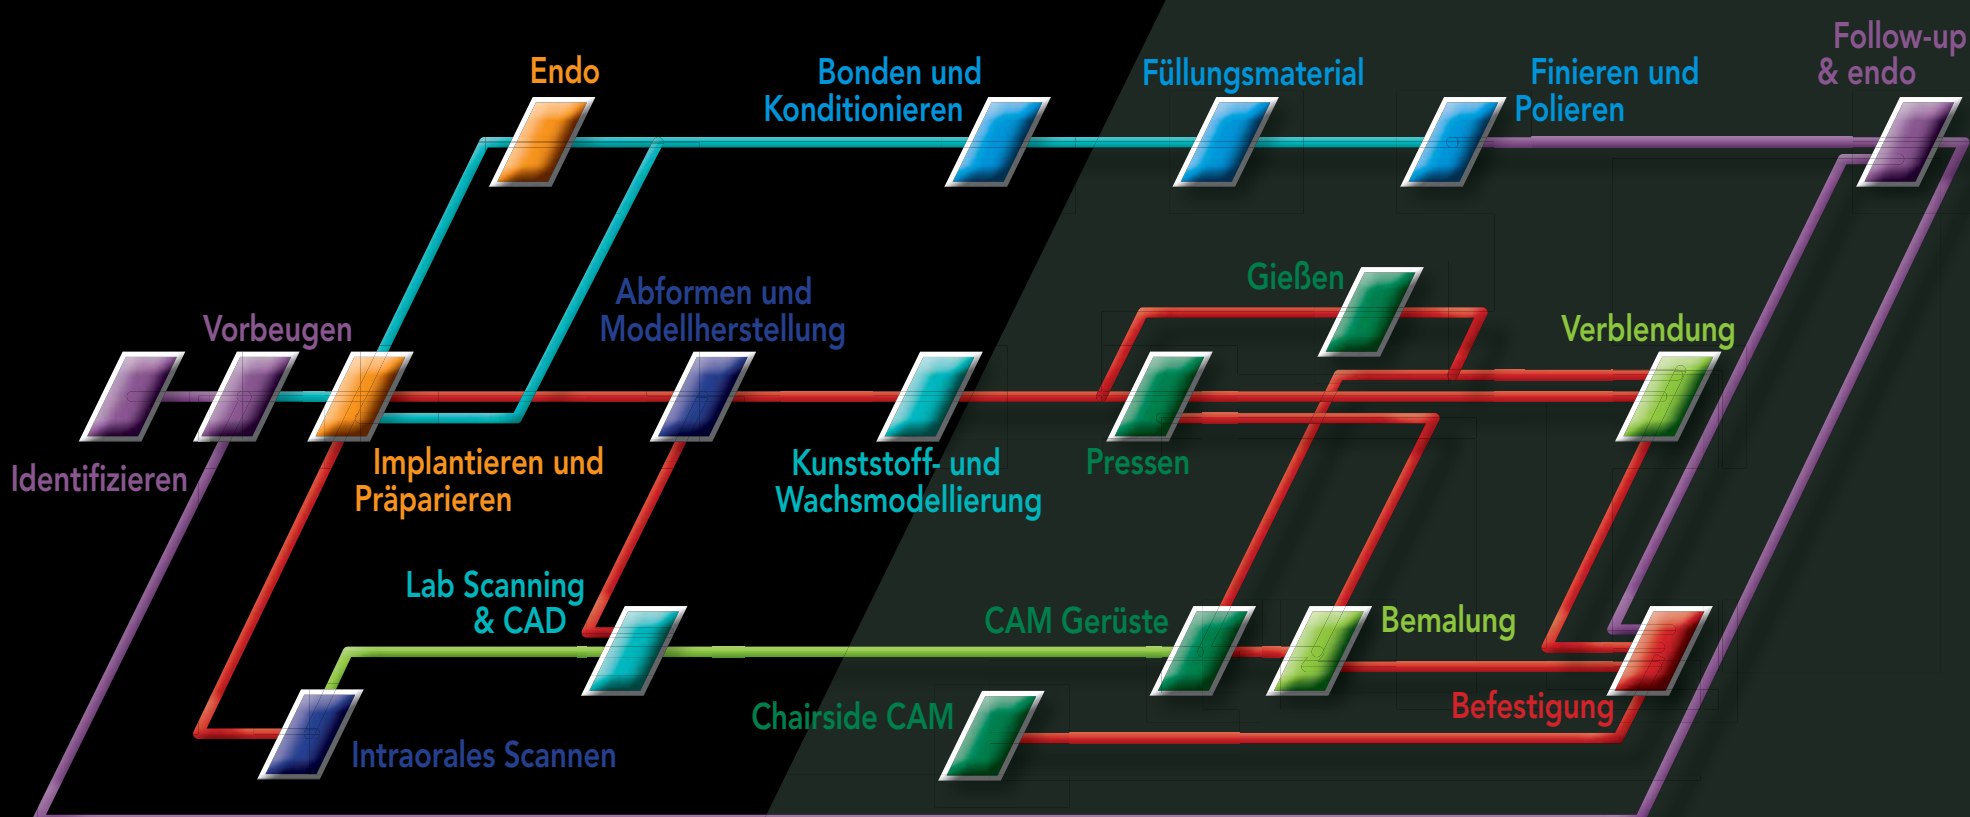 Follow-up
& endo
Endo
Bonden und
Konditionieren
Füllungsmaterial
Finieren und
Polieren
Gießen
Abformen und
Modellherstellung
Vorbeugen
Verblendung
Identifizieren
Implantieren und
Präparieren
Kunststoff- und
Wachsmodellierung
Pressen
Lab Scanning
& CAD
CAM Gerüste
Bemalung
Chairside CAM
Befestigung
Intraorales Scannen